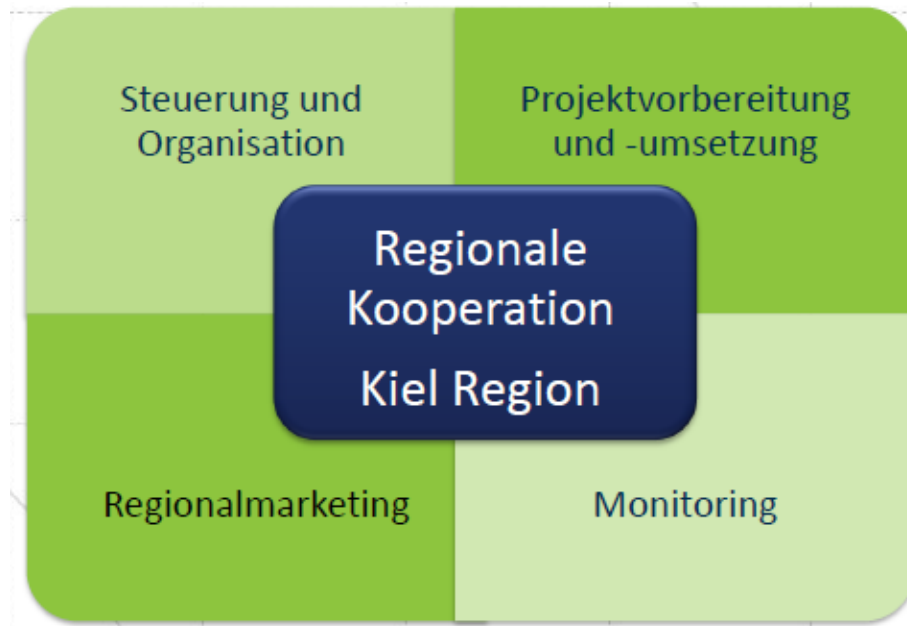 Steuerung und
Organisation
Projektvorbereitung
und -umsetzung
Regionale
Kooperation
Kiel Region
Regionalmarketing
Monitoring